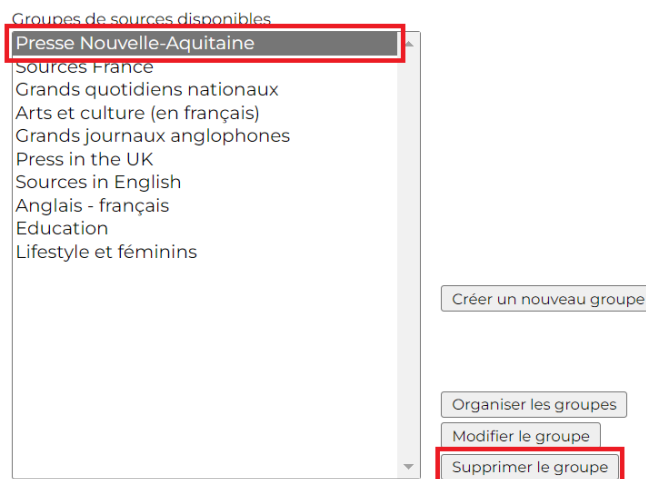 Groupes de sources disponibles
Presse Nouvelle-Aquitaine
Sources France
Grands quotidiens nationaux
Arts et culture (en français)
Grands journaux anglophones
Press in the UK
Sources in English
Anglais - français
Education
Lifestyle et féminins
Créer un nouveau groupe
Organiser les groupes
Modifier le groupe
Supprimer le groupe